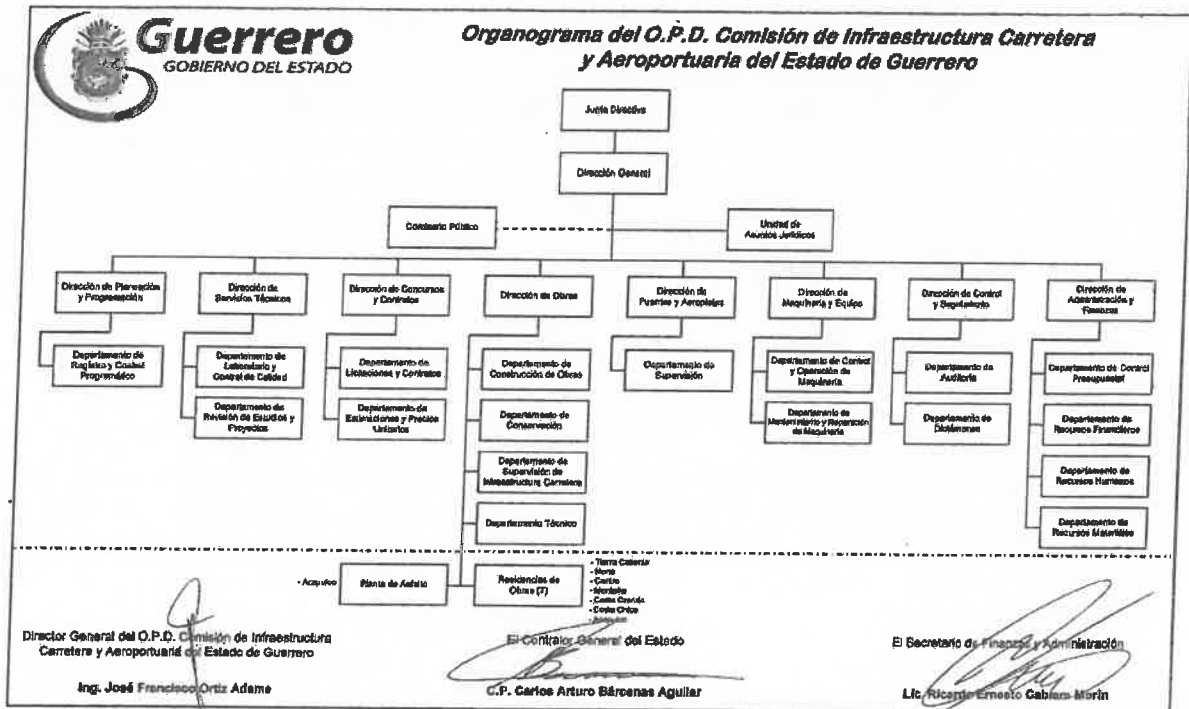 Guerrero
GOBIERNO DEL ESTADO
Organograma del O.P.D. Comisión de Infraestructura Carretera
y Aeroportuaria del Estado de Guerrero
Junta Directiva
Dirección General
Comisario Público
Unidad de
Asuntos Jurídicos
Dirección de Planeación
y Programación
Dirección de
Servicios Técnicos
Dirección de Concursos
y Contratos
Dirección de Obras
Dirección de
Puentes y Aeropistas
Dirección de
Maquinaria y Equipo
Dirección de Control
y Seguimiento
Dirección de
Administración y
Finanzas
Departamento de
Registro y Control
Programático
Departamento de
Laboratorio y
Control de Calidad
Departamento de
Revisión de Estudios y
Proyectos
Departamento de
Licitaciones y Contratos
Departamento de
Estimaciones y Precios
Unitarios
Departamento de
Construcción de Obras
Departamento de
Conservación
Departamento de
Supervisión de
Infraestructura Carretera
Departamento Técnico
Departamento de
Supervisión
Departamento de Control
y Operación de
Maquinaria
Departamento de
Mantenimiento y Reparación
de Maquinaria
Departamento de
Auditoría
Departamento de
Dictámenes
Departamento de Control
Presupuestal
Departamento de
Recursos Financieros
Departamento de
Recursos Humanos
Departamento de
Recursos Materiales
- Acapulco
Planta de Asfalto
Residencias de
Obras (7)
- Tierra Caliente
- Norte
- Centro
- Montaña
- Costa Grande
- Costa Chica
- Acapulco
Director General del O.P.D. Comisión de Infraestructura
Carretera y Aeroportuaria del Estado de Guerrero
Ing. José Francisco Ortiz Adame
El Contralor General del Estado
C.P. Carlos Arturo Bárcenas Aguilar
El Secretario de Finanzas y Administración
Lic. Ricardo Ernesto Cabrera Morín